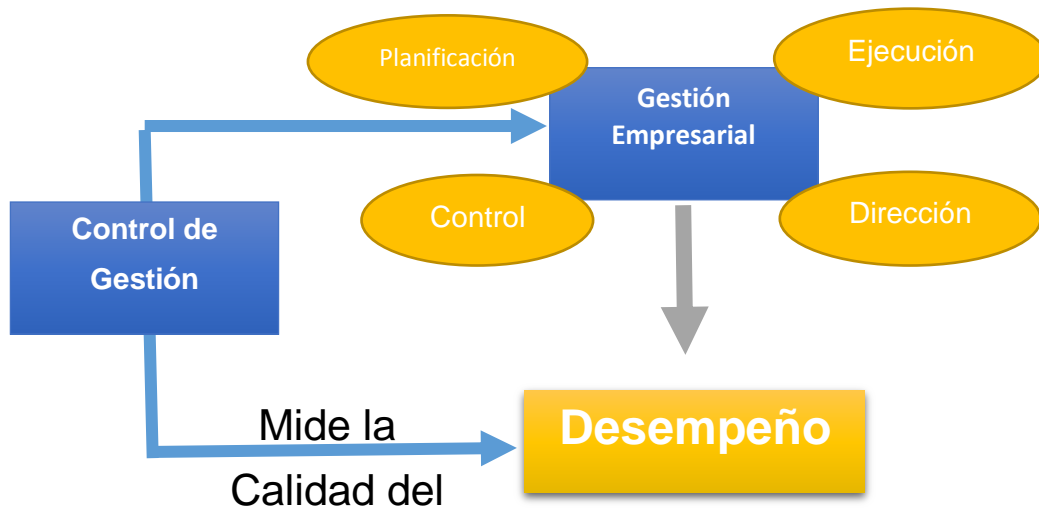 Planificación
Ejecución
Gestión
Empresarial
Control
Dirección
Control de
Gestión
Mide la
Calidad del
Desempeño